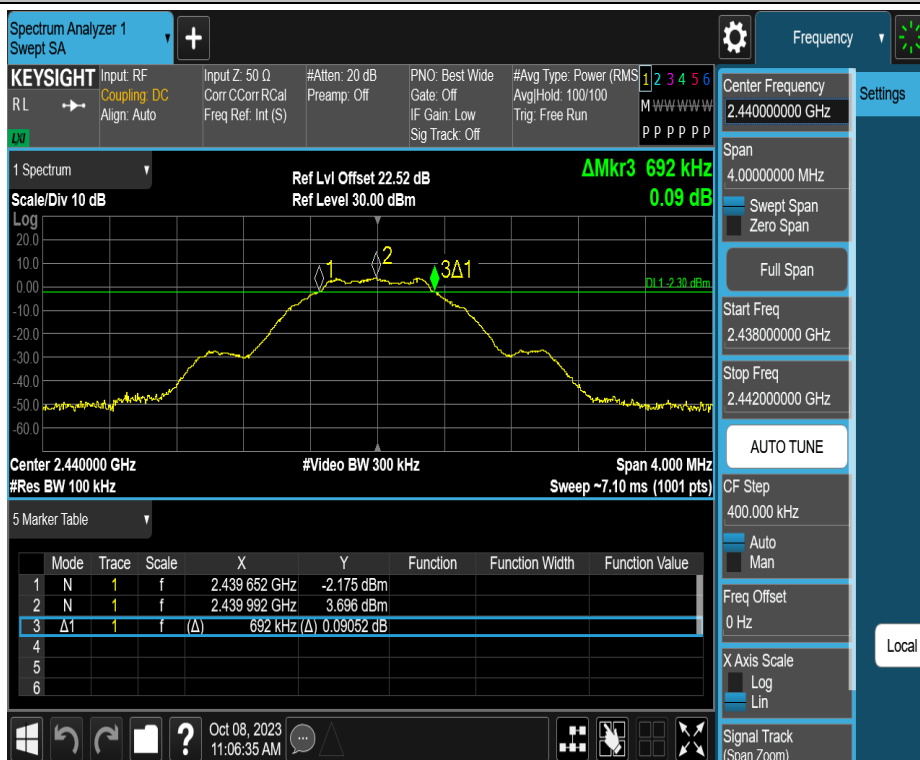 Spectrum Analyzer 1
Swept SA
Frequency
KEYSIGHT
RL
LXI
Input: RF
Coupling: DC
Align: Auto
Input Z: 50 Ω
Corr CCorr RCal
Freq Ref: Int (S)
#Atten: 20 dB
Preamp: Off
PNO: Best Wide
Gate: Off
IF Gain: Low
Sig Track: Off
#Avg Type: Power (RMS
Avg|Hold: 100/100
Trig: Free Run
1 2 3 4 5 6
M W W W W W
P P P P P P
Center Frequency
2.440000000 GHz
Settings
Span
4.00000000 MHz
Swept Span
Zero Span
Full Span
Start Freq
2.438000000 GHz
Stop Freq
2.442000000 GHz
AUTO TUNE
CF Step
400.000 kHz
Auto
Man
Freq Offset
0 Hz
Local
X Axis Scale
Log
Lin
Signal Track
(Span Zoom)
1 Spectrum
Scale/Div 10 dB
Ref Lvl Offset 22.52 dB
Ref Level 30.00 dBm
ΔMkr3 692 kHz
0.09 dB
Log
20.0
10.0
0.00
-10.0
-20.0
-30.0
-40.0
-50.0
-60.0
1
2
3Δ1
DL1 -2.30 dBm
Center 2.440000 GHz
#Res BW 100 kHz
#Video BW 300 kHz
Span 4.000 MHz
Sweep ~7.10 ms (1001 pts)
5 Marker Table
Mode Trace Scale X Y Function Function Width Function Value
1 N 1 f 2.439 652 GHz -2.175 dBm
2 N 1 f 2.439 992 GHz 3.696 dBm
3 Δ1 1 f (Δ) 692 kHz (Δ) 0.09052 dB
4
5
6
?
Oct 08, 2023
11:06:35 AM